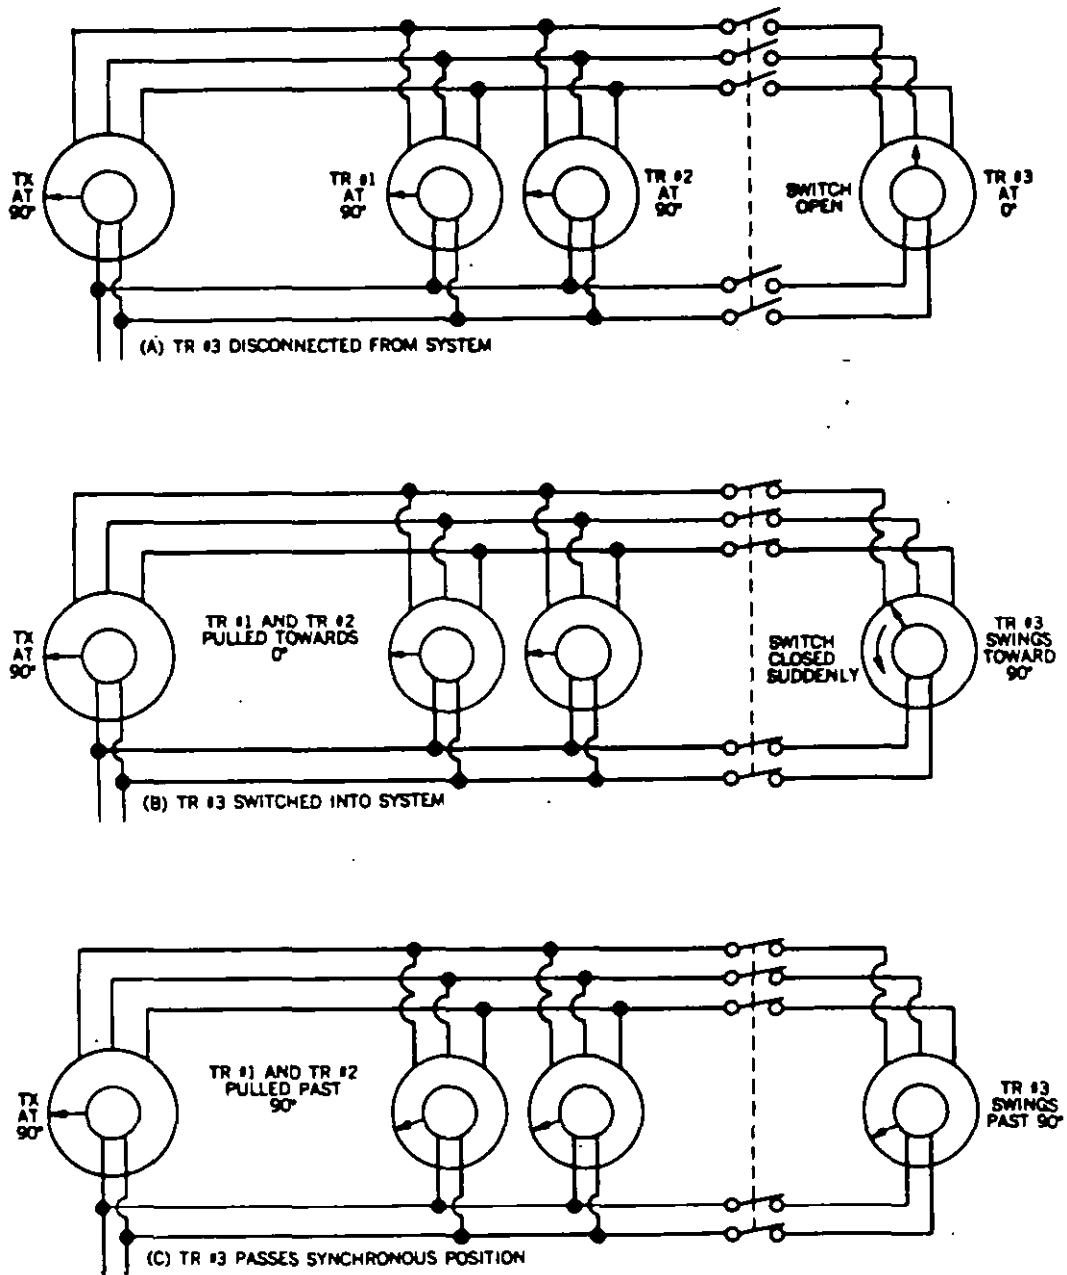 TX
AT
90°
TR #1
AT
90°
TR #2
AT
90°
SWITCH
OPEN
TR #3
AT
0°
(A) TR #3 DISCONNECTED FROM SYSTEM
TX
AT
90°
TR #1 AND TR #2
PULLED TOWARDS
0°
SWITCH
CLOSED
SUDDENLY
TR #3
SWINGS
TOWARD
90°
(B) TR #3 SWITCHED INTO SYSTEM
TX
AT
90°
TR #1 AND TR #2
PULLED PAST
90°
TR #3
SWINGS
PAST 90°
(C) TR #3 PASSES SYNCHRONOUS POSITION